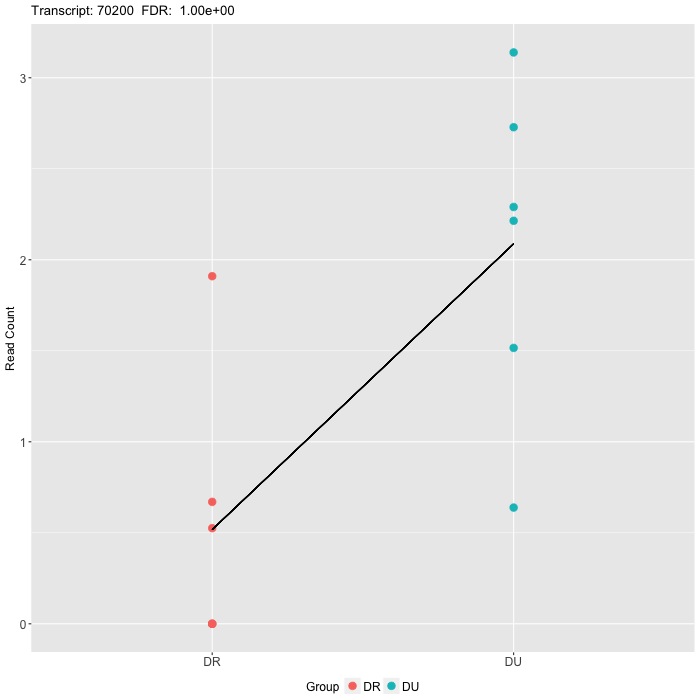 Transcript: 70200  FDR:  1.00e+00
3
2
1
0
Read Count
DR DU
Group DR DU